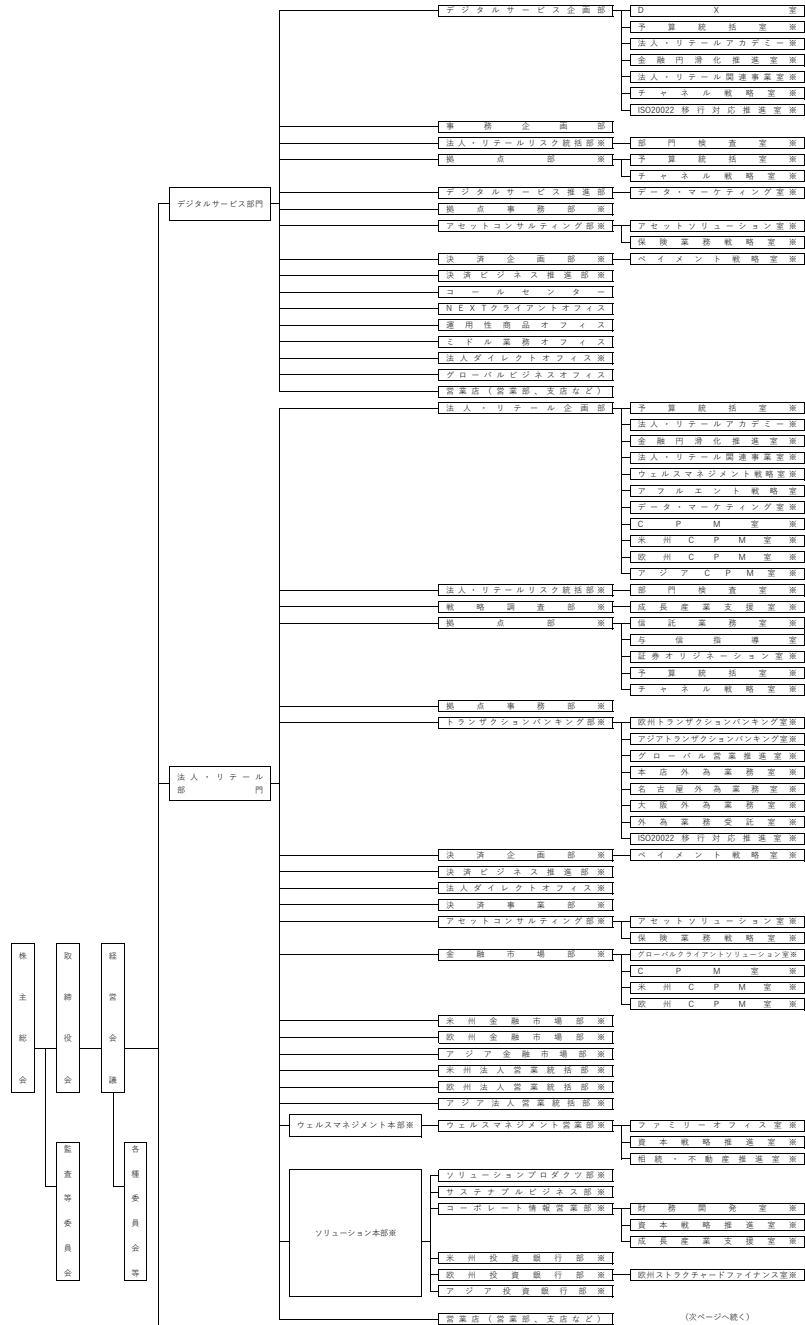 デジタルサービス企画部
DX室
予算統括室※
法人・リテールアカデミー※
金融円滑化推進室※
法人・リテール関連事業室※
チャネル戦略室※
ISO20022移行対応推進室※
事務企画部
法人・リテールリスク統括部※
部門検査室※
拠点部※
予算統括室※
チャネル戦略室※
デジタルサービス部門
デジタルサービス推進部
データ・マーケティング室※
拠点事務部※
アセットコンサルティング部※
アセットソリューション室※
保険業務戦略室※
決済企画部※
ペイメント戦略室※
決済ビジネス推進部※
コールセンター
NEXTクライアントオフィス
運用性商品オフィス
ミドル業務オフィス
法人ダイレクトオフィス※
グローバルビジネスオフィス
営業店（営業部、支店など）
法人・リテール企画部
予算統括室※
法人・リテールアカデミー※
金融円滑化推進室※
法人・リテール関連事業室※
ウェルスマネジメント戦略室※
アフルエント戦略室
データ・マーケティング室※
CPM室※
米州CPM室※
欧州CPM室※
アジアCPM室※
法人・リテールリスク統括部※
部門検査室※
戦略調査部※
成長産業支援室※
拠点部※
信託業務室※
与信指導室
証券オリジネーション室※
予算統括室※
チャネル戦略室※
拠点事務部※
トランザクションバンキング部※
欧州トランザクションバンキング室※
アジアトランザクションバンキング室※
グローバル営業推進室※
本店外為業務室※
名古屋外為業務室※
大阪外為業務室※
外為業務受託室※
ISO20022移行対応推進室※
法人・リテール
部門
決済企画部※
ペイメント戦略室※
決済ビジネス推進部※
法人ダイレクトオフィス※
決済事業部※
アセットコンサルティング部※
アセットソリューション室※
保険業務戦略室※
金融市場部※
グローバルクライアントソリューション室※
CPM室※
米州CPM室※
欧州CPM室※
株主総会
取締役会
経営会議
米州金融市場部※
欧州金融市場部※
アジア金融市場部※
米州法人営業統括部※
欧州法人営業統括部※
アジア法人営業統括部※
監査等委員会
各種委員会等
ウェルスマネジメント本部※
ウェルスマネジメント営業部※
ファミリーオフィス室※
資本戦略推進室※
相続・不動産推進室※
ソリューション本部※
ソリューションプロダクツ部※
サステナブルビジネス部※
コーポレート情報営業部※
財務開発室※
資本戦略推進室※
成長産業支援室※
米州投資銀行部※
欧州投資銀行部※
欧州ストラクチャードファイナンス室※
アジア投資銀行部※
営業店（営業部、支店など）
（次ページへ続く）